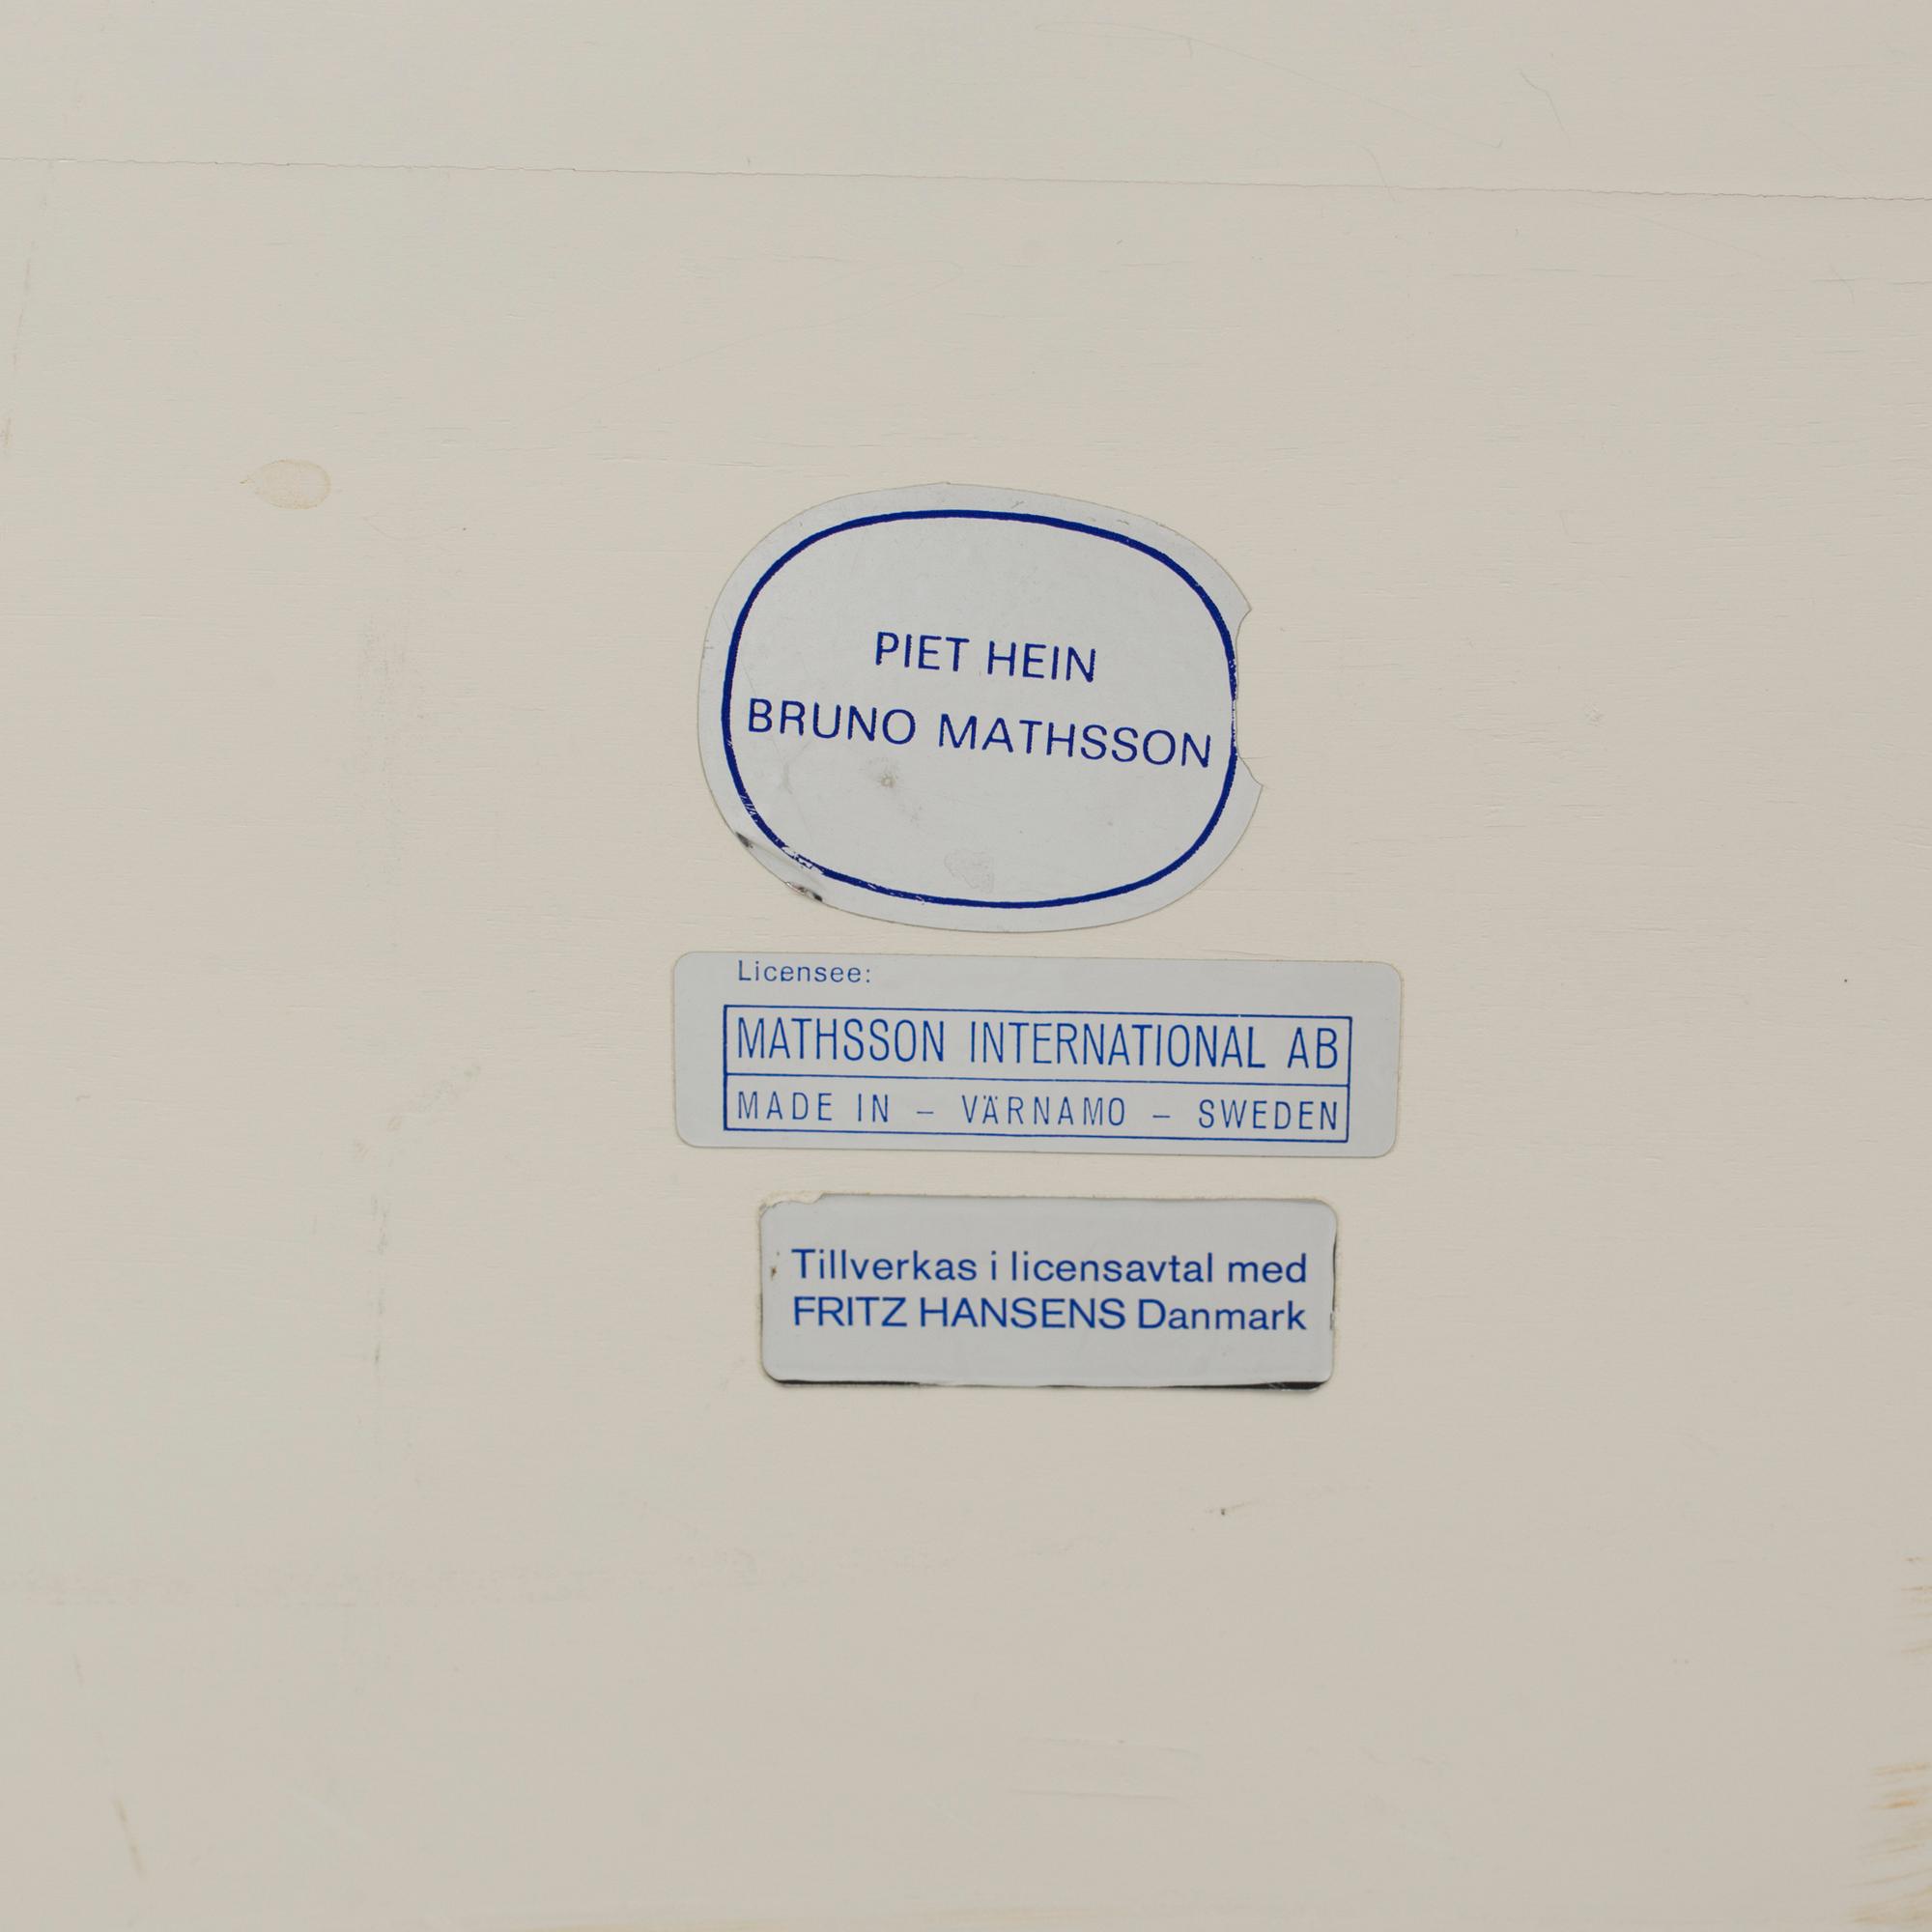 PIET HEIN
BRUNO MATHSSON
Licensee:
MATHSSON INTERNATIONAL AB
MADE IN – VÄRNAMO – SWEDEN
Tillverkas i licensavtal med
FRITZ HANSENS Danmark